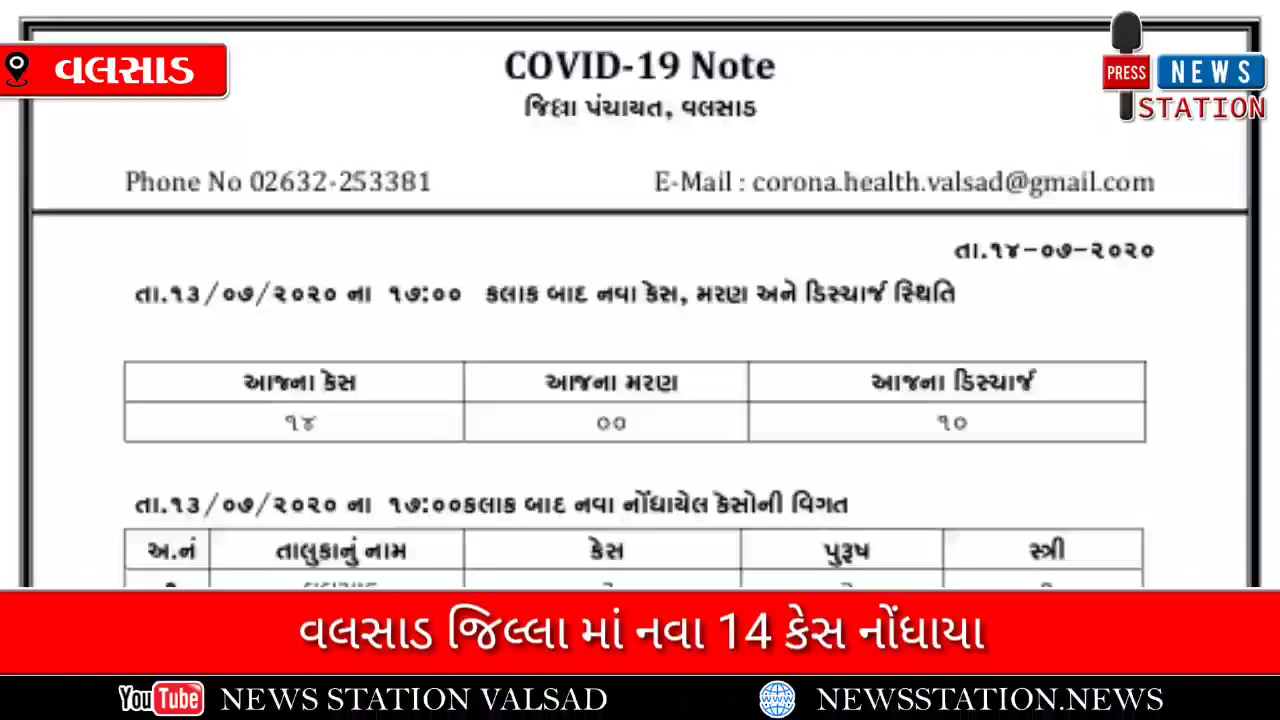 વલસાડ
PRESS NEWS STATION
COVID-19 Note
જિલ્લા પંચાયત, વલસાડ
Phone No 02632-253381 E-Mail : corona.health.valsad@gmail.com
તા.૧૪-૦૭-૨૦૨૦
તા.૧૩/૦૭/૨૦૨૦ ના ૧૭:૦૦ કલાક બાદ નવા કેસ, મરણ અને ડિસ્ચાર્જ સ્થિતિ
આજના કેસ આજના મરણ આજના ડિસ્ચાર્જ
૧૪ ૦૦ ૧૦
તા.૧૩/૦૭/૨૦૨૦ ના ૧૭:૦૦કલાક બાદ નવા નોંધાયેલ કેસોની વિગત
અ.નં તાલુકાનું નામ કેસ પુરૂષ સ્ત્રી
વલસાડ જિલ્લા માં નવા 14 કેસ નોંધાયા
YouTube NEWS STATION VALSAD NEWSSTATION.NEWS